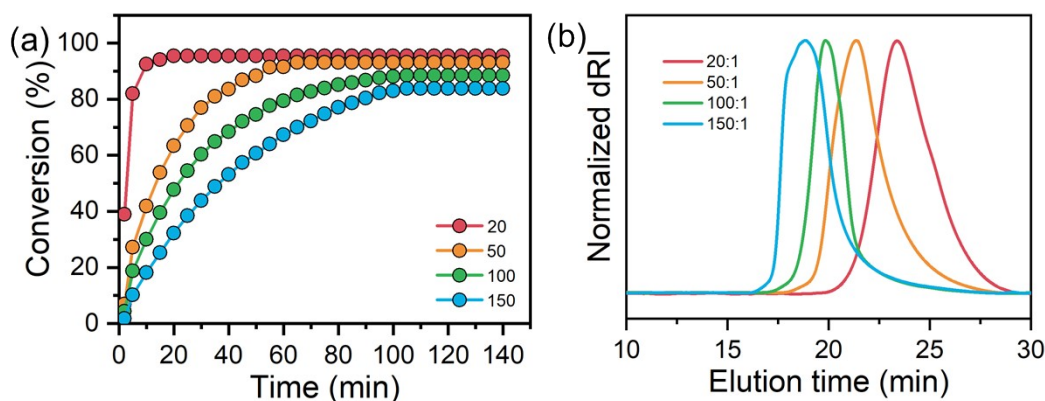 (a)
Conversion (%)
100
80
60
40
20
0
20
50
100
150
0 20 40 60 80 100 120 140
Time (min)
(b)
Normalized dRI
20:1
50:1
100:1
150:1
10 15 20 25 30
Elution time (min)